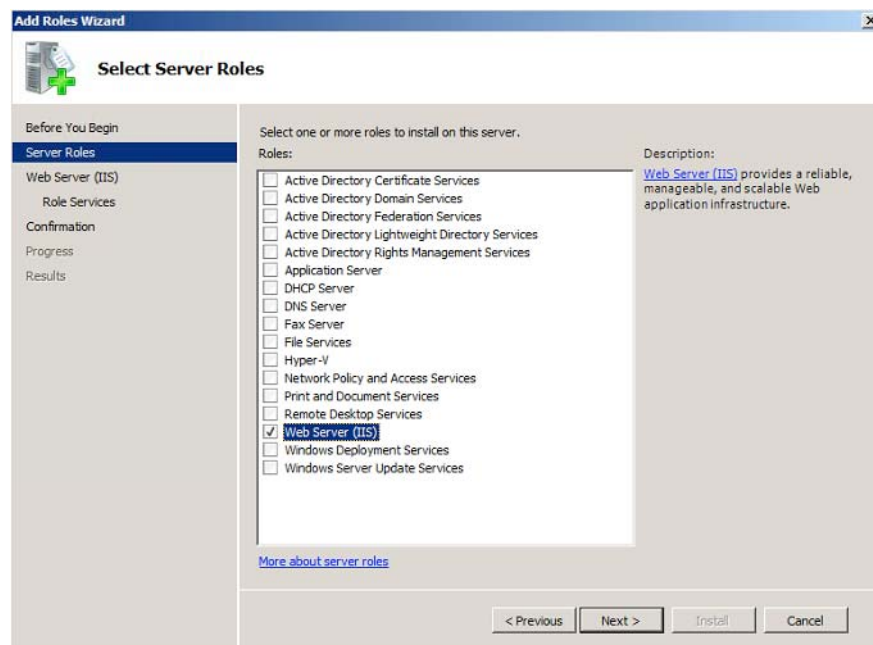 Add Roles Wizard
Select Server Roles
Before You Begin
Server Roles
Web Server (IIS)
Role Services
Confirmation
Progress
Results
Select one or more roles to install on this server.
Roles:
Active Directory Certificate Services
Active Directory Domain Services
Active Directory Federation Services
Active Directory Lightweight Directory Services
Active Directory Rights Management Services
Application Server
DHCP Server
DNS Server
Fax Server
File Services
Hyper-V
Network Policy and Access Services
Print and Document Services
Remote Desktop Services
Web Server (IIS)
Windows Deployment Services
Windows Server Update Services
More about server roles
Description:
Web Server (IIS) provides a reliable,
manageable, and scalable Web
application infrastructure.
< Previous
Next >
Install
Cancel